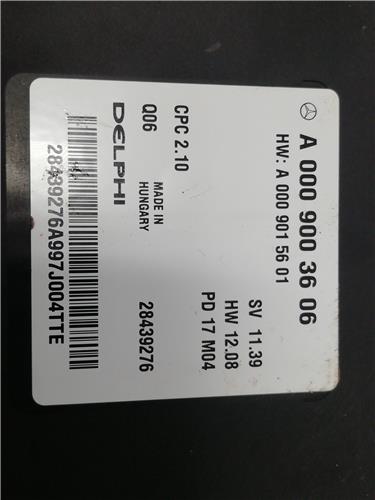 A 000 900 36 06
HW: A 000 901 56 01
SV 11.39
HW 12.08
PD 17 M04
CPC 2.10
Q06
MADE IN
HUNGARY
28439276
DELPHI
28439276A997J004TTE